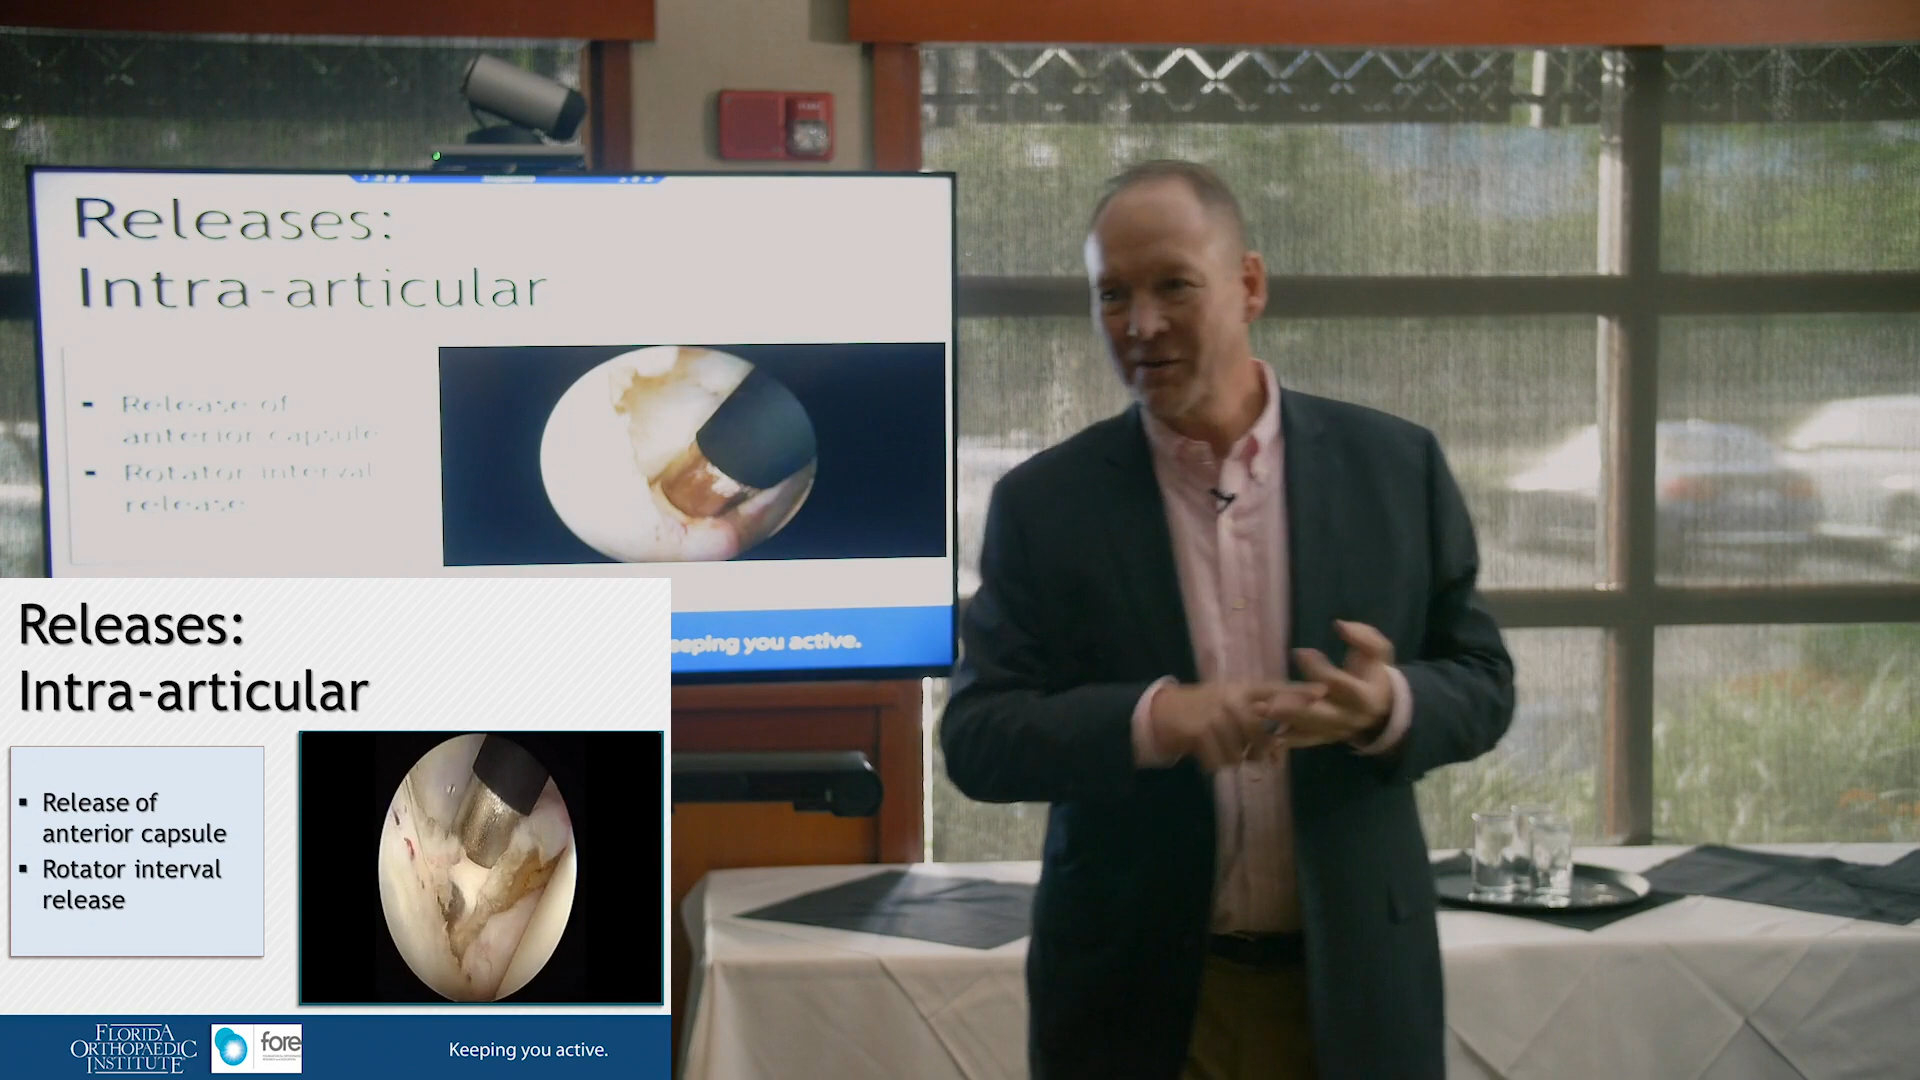 Releases:
Intra-articular
▪ Release of
anterior capsule
▪ Rotator interval
release
eeping you active.
Releases:
Intra-articular
▪ Release of
anterior capsule
▪ Rotator interval
release
FLORIDA
ORTHOPAEDIC
INSTITUTE
fore
Keeping you active.